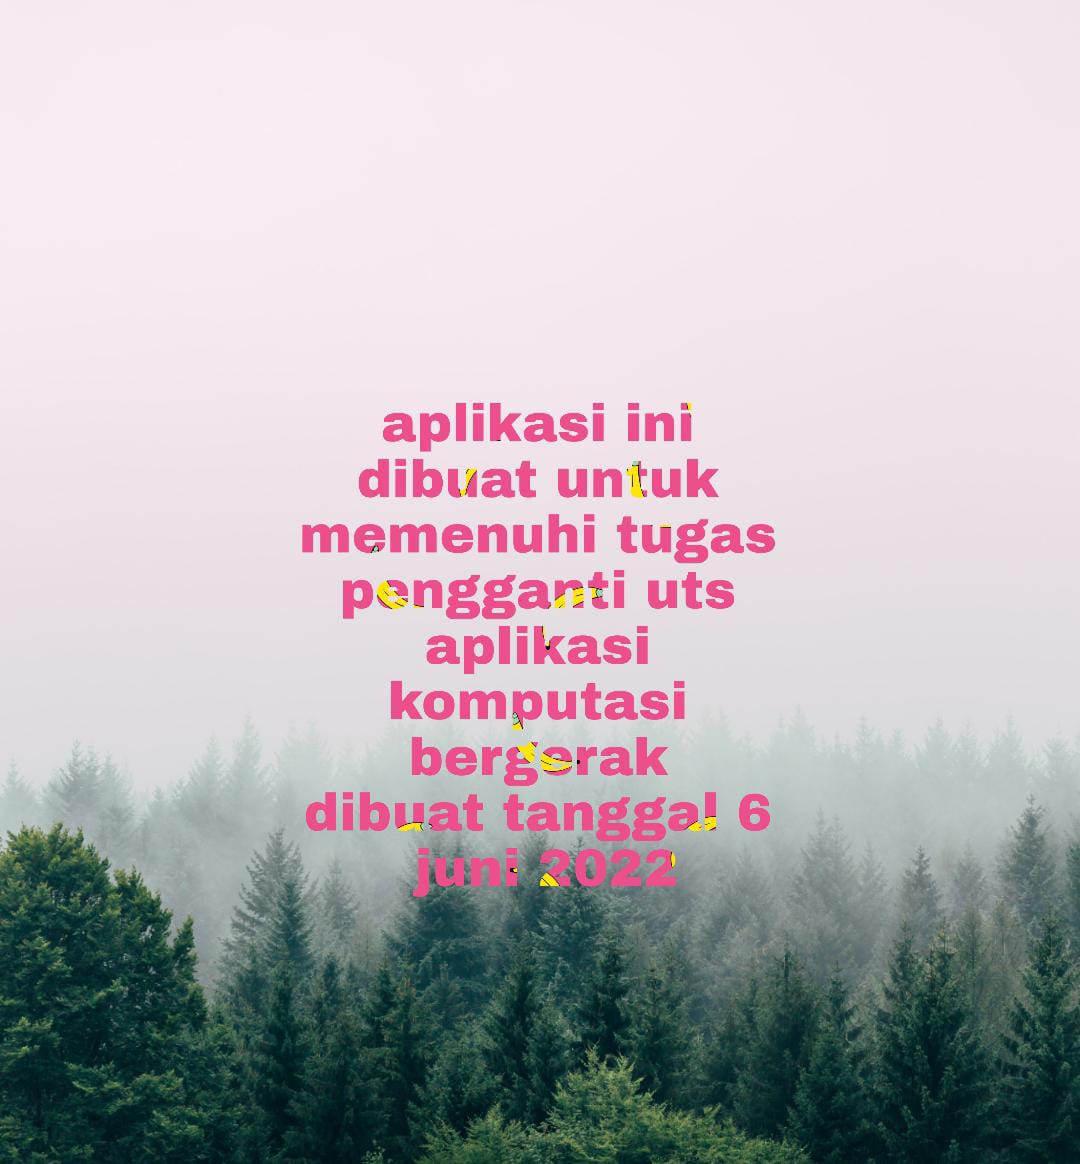 aplikasi ini
dibuat untuk
memenuhi tugas
pengganti uts
aplikasi
komputasi
bergerak
dibuat tanggal 6
juni 2022